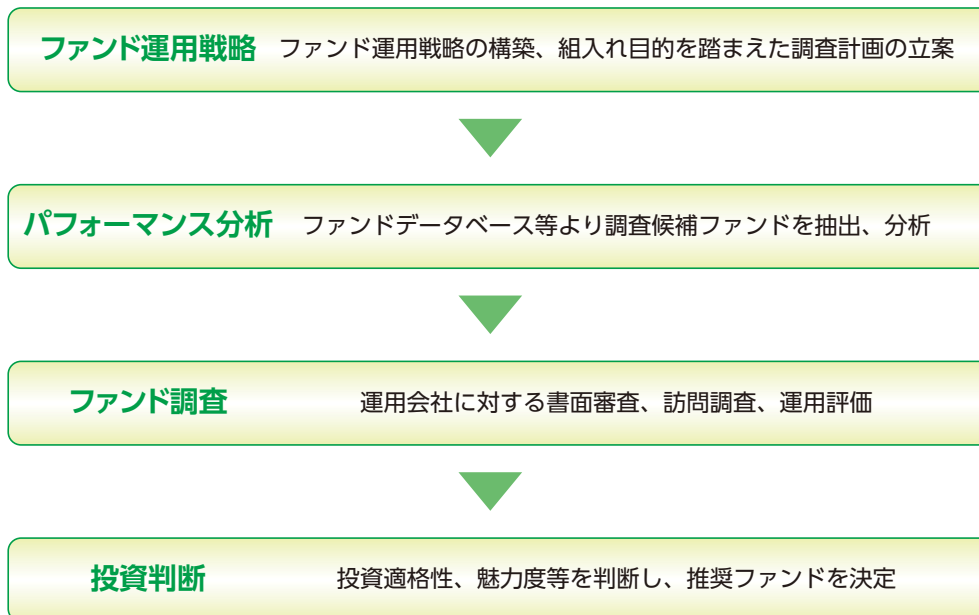 ファンド運用戦略 ファンド運用戦略の構築、組入れ目的を踏まえた調査計画の立案
パフォーマンス分析 ファンドデータベース等より調査候補ファンドを抽出、分析
ファンド調査 運用会社に対する書面審査、訪問調査、運用評価
投資判断 投資適格性、魅力度等を判断し、推奨ファンドを決定